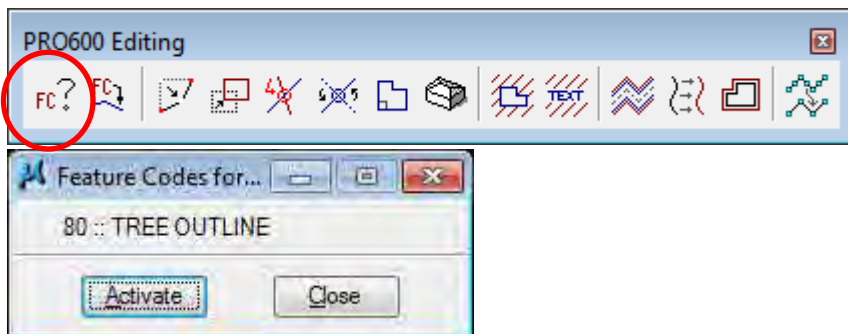 PRO600 Editing
FC? FC TEXT
Feature Codes for...
80 :: TREE OUTLINE
Activate Close